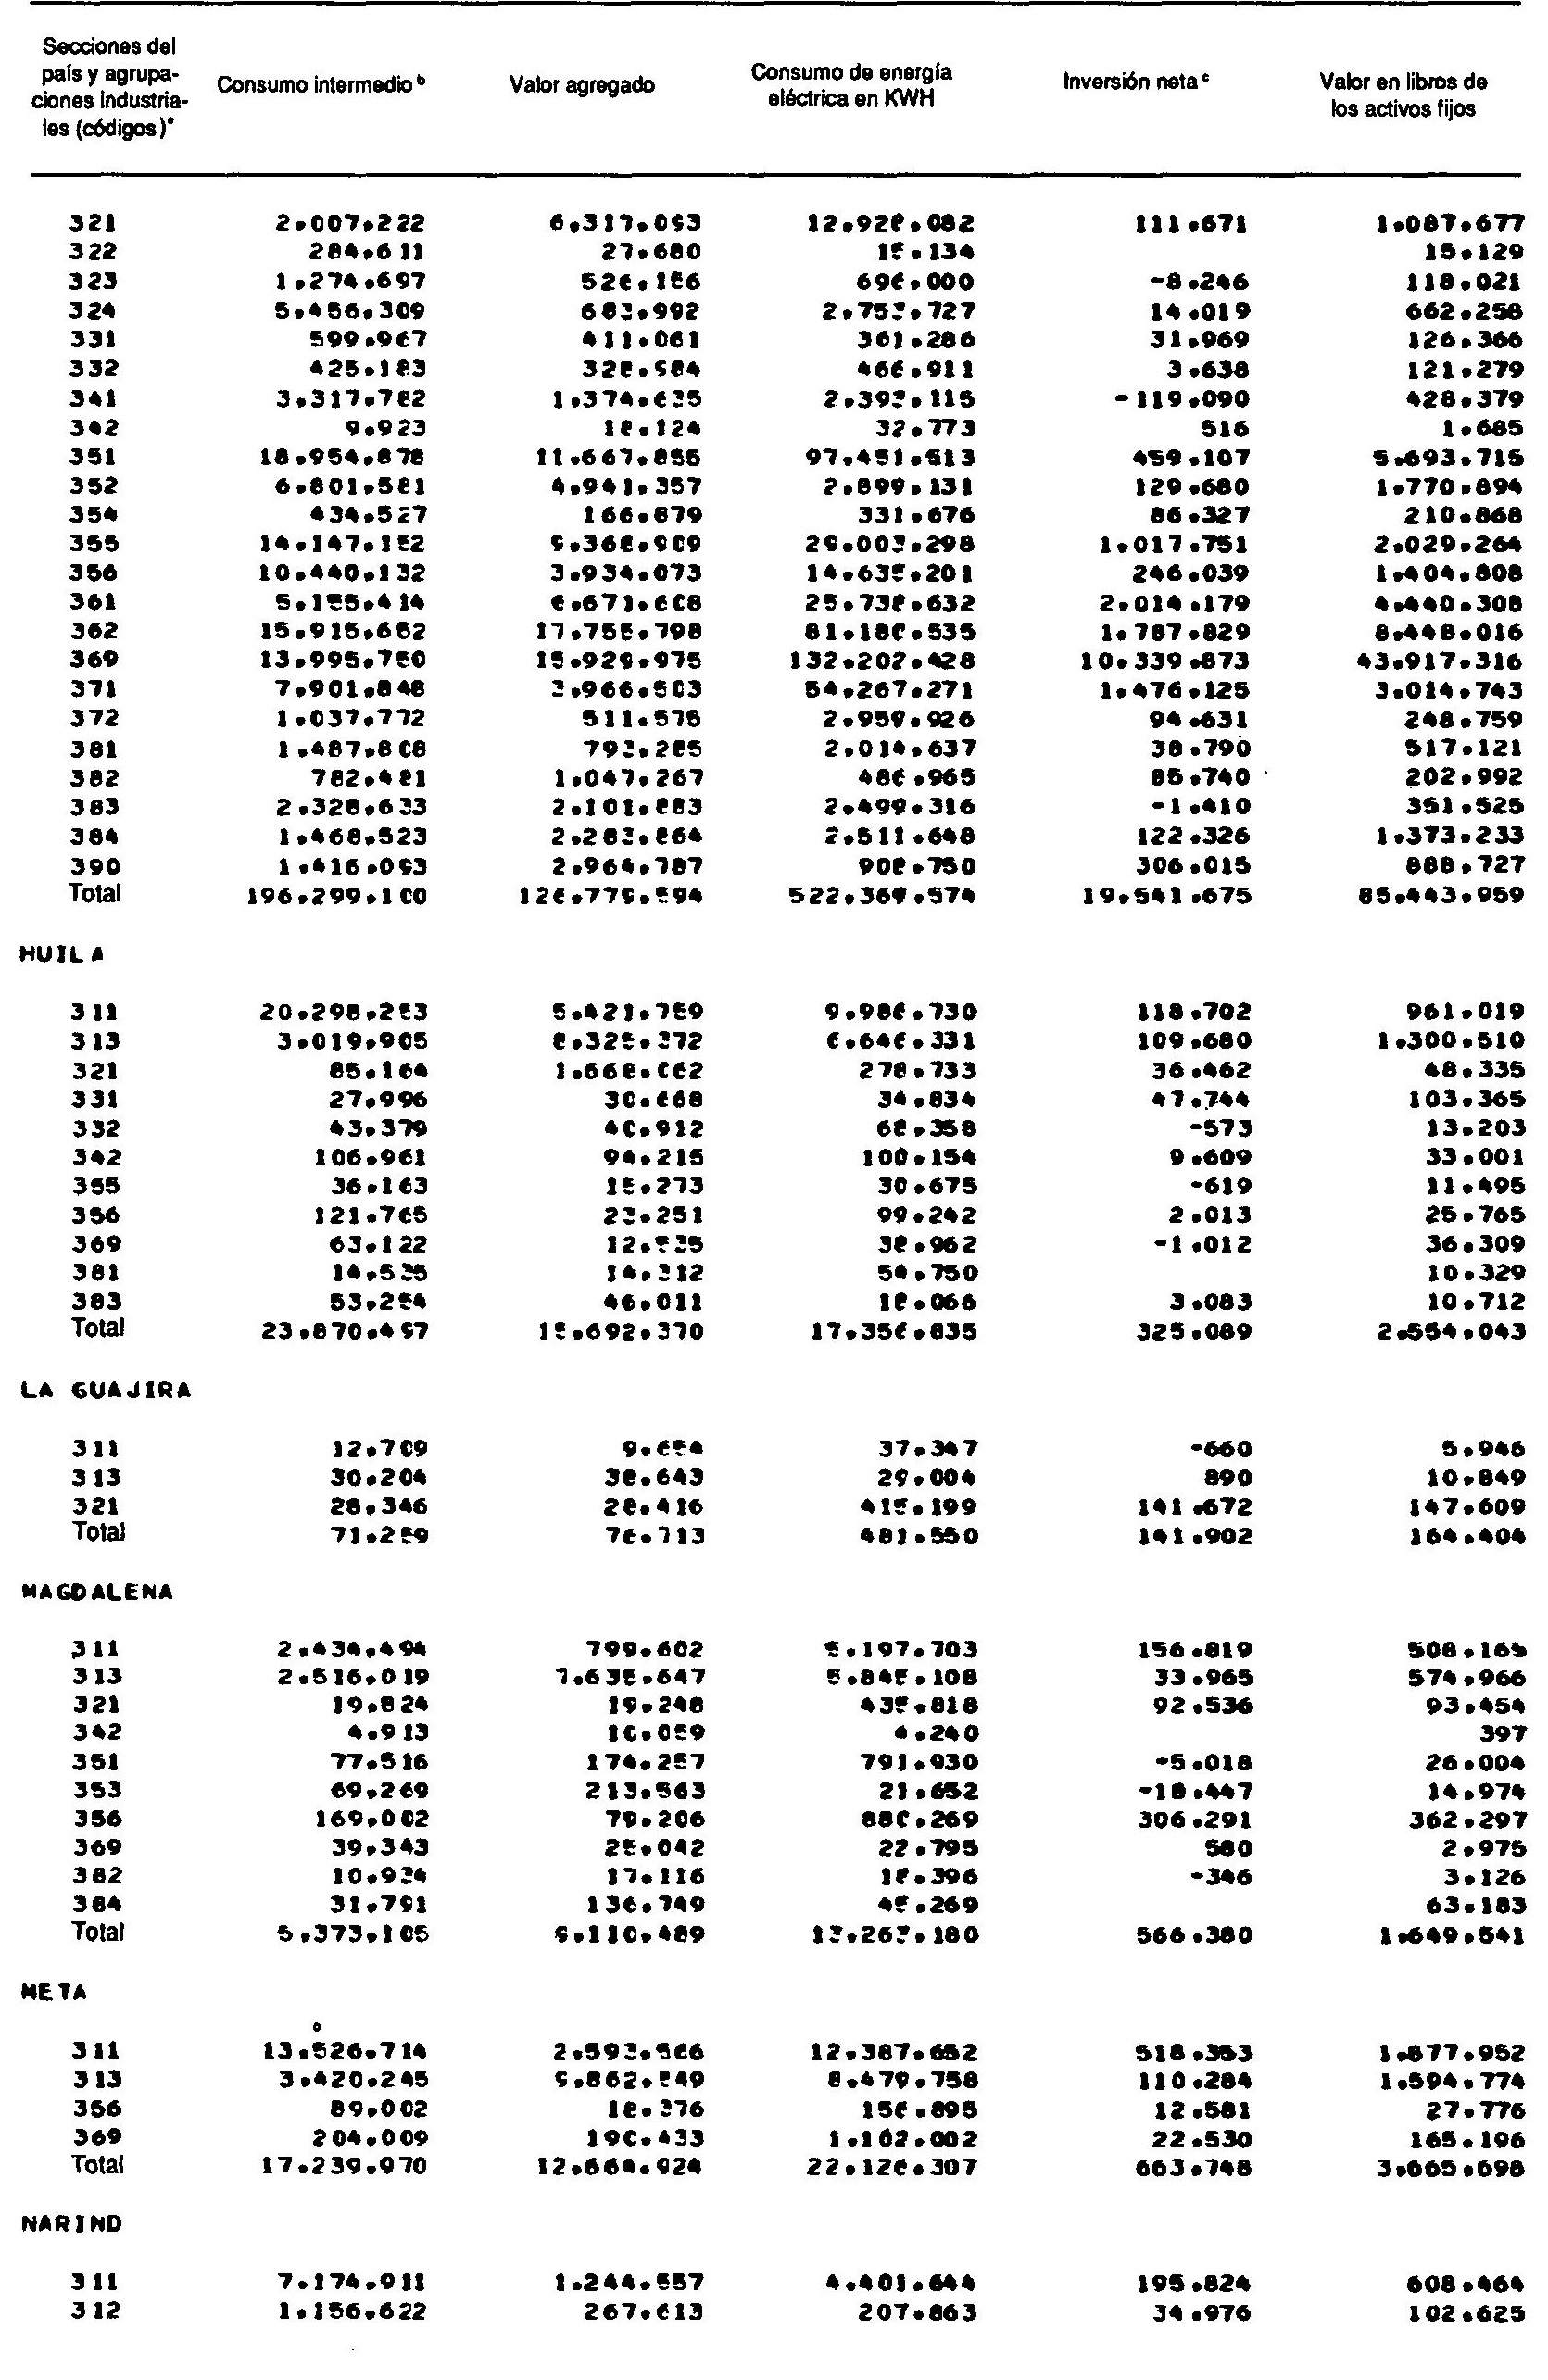 Secciones del
país y agrupa-
ciones industria-
les (códigos)ª
Consumo intermedio ᵇ
Valor agregado
Consumo de energía
eléctrica en KWH
Inversión neta ᶜ
Valor en libros de
los activos fijos
321 2.007.222 6.317.093 12.928.082 111.671 1.087.677
322 284.611 27.680 15.134 15.129
323 1.274.697 526.156 696.000 -8.246 118.021
324 5.456.309 683.992 2.753.727 14.019 662.258
331 599.967 411.061 361.286 31.969 126.366
332 425.183 328.984 466.911 3.638 121.279
341 3.317.782 1.374.635 2.393.115 -119.090 428.379
342 9.923 18.124 32.773 516 1.685
351 18.954.878 11.667.855 97.451.513 459.107 5.693.715
352 6.801.581 4.941.357 2.899.131 129.680 1.770.894
354 434.527 166.879 331.676 86.327 210.868
355 14.147.152 9.368.909 29.003.298 1.017.751 2.029.264
356 10.440.132 3.934.073 14.635.201 246.039 1.404.808
361 5.155.414 6.671.608 25.738.632 2.014.179 4.440.308
362 15.915.662 17.755.798 81.180.535 1.787.829 8.448.016
369 13.995.750 15.929.975 132.202.428 10.339.873 43.917.316
371 7.901.848 3.966.503 54.267.271 1.476.125 3.014.743
372 1.037.772 511.575 2.959.926 94.631 248.759
381 1.487.808 793.285 2.014.637 38.790 517.121
382 782.481 1.047.267 486.965 85.740 202.992
383 2.328.633 2.101.883 2.499.316 -1.410 351.525
384 1.468.523 2.283.864 2.511.648 122.326 1.373.233
390 1.416.093 2.964.787 908.750 306.015 888.727
Total 196.299.100 126.779.594 522.369.574 19.541.675 85.443.959
HUILA
311 20.298.253 5.421.759 9.986.730 118.702 961.019
313 3.019.905 8.325.372 6.646.331 109.680 1.300.510
321 85.164 1.668.062 278.733 36.462 48.335
331 27.996 30.668 34.834 47.744 103.365
332 43.379 40.912 68.358 -573 13.203
342 106.961 94.215 100.154 9.609 33.001
355 36.163 15.273 30.675 -619 11.495
356 121.765 23.251 99.242 2.013 25.765
369 63.122 12.535 38.962 -1.012 36.309
381 14.535 14.312 54.750 10.329
383 53.254 46.011 18.066 3.083 10.712
Total 23.870.497 15.692.370 17.356.835 325.089 2.554.043
LA GUAJIRA
311 12.709 9.654 37.347 -660 5.946
313 30.204 38.643 29.004 890 10.849
321 28.346 28.416 415.199 141.672 147.609
Total 71.259 76.713 481.550 141.902 164.404
MAGDALENA
311 2.434.494 799.602 5.197.703 156.819 508.165
313 2.516.019 7.635.647 5.845.108 33.965 574.966
321 19.824 19.248 435.818 92.536 93.454
342 4.913 10.059 4.240 397
351 77.516 174.257 791.930 -5.018 26.004
353 69.269 213.563 21.652 -18.447 14.974
356 169.002 79.206 880.269 306.291 362.297
369 39.343 25.042 22.795 580 2.975
382 10.934 17.116 18.396 -346 3.126
384 31.791 136.749 45.269 63.183
Total 5.373.105 9.110.489 13.263.180 566.380 1.649.541
META
311 13.526.714 2.593.566 12.387.652 518.353 1.877.952
313 3.420.245 9.862.549 8.479.758 110.284 1.594.774
356 89.002 18.376 156.895 12.581 27.776
369 204.009 190.433 1.102.002 22.530 165.196
Total 17.239.970 12.664.924 22.126.307 663.748 3.665.698
NARIND
311 7.174.911 1.244.557 4.401.644 195.824 608.464
312 1.156.622 267.613 207.863 34.976 102.625